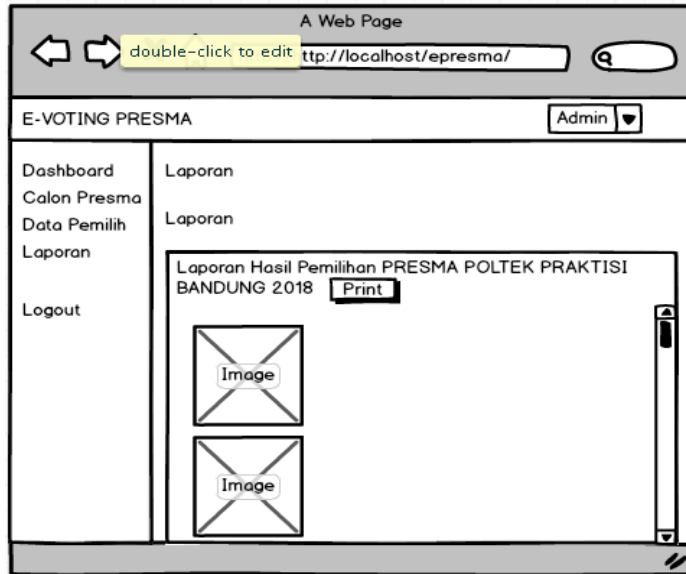 A Web Page
double-click to edit
ttp://localhost/epresma/
E-VOTING PRESMA
Admin
Dashboard
Calon Presma
Data Pemilih
Laporan
Logout
Laporan
Laporan
Laporan Hasil Pemilihan PRESMA POLTEK PRAKTISI
BANDUNG 2018 Print
Image
Image